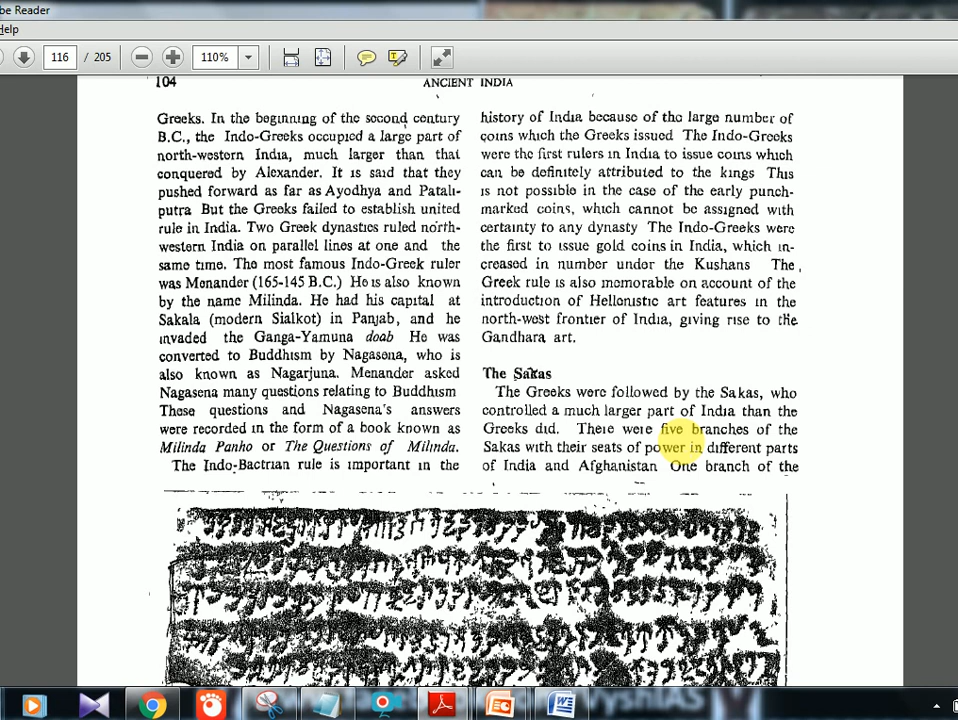 be Reader
Help
116 / 205 110%
104
ANCIENT INDIA
Greeks. In the beginning of the second century
B.C., the Indo-Greeks occupied a large part of
north-western India, much larger than that
conquered by Alexander. It is said that they
pushed forward as far as Ayodhya and Patali-
putra But the Greeks failed to establish united
rule in India. Two Greek dynasties ruled north-
western India on parallel lines at one and the
same time. The most famous Indo-Greek ruler
was Menander (165-145 B.C.) He is also known
by the name Milinda. He had his capital at
Sakala (modern Sialkot) in Panjab, and he
invaded the Ganga-Yamuna doab He was
converted to Buddhism by Nagasena, who is
also known as Nagarjuna. Menander asked
Nagasena many questions relating to Buddhism
These questions and Nagasena's answers
were recorded in the form of a book known as
Milinda Panho or The Questions of Milinda.
The Indo-Bactrian rule is important in the
history of India because of the large number of
coins which the Greeks issued The Indo-Greeks
were the first rulers in India to issue coins which
can be definitely attributed to the kings This
is not possible in the case of the early punch-
marked coins, which cannot be assigned with
certainty to any dynasty The Indo-Greeks were
the first to issue gold coins in India, which in-
creased in number under the Kushans The
Greek rule is also memorable on account of the
introduction of Hellenistic art features in the
north-west frontier of India, giving rise to the
Gandhara art.
The Sakas
The Greeks were followed by the Sakas, who
controlled a much larger part of India than the
Greeks did. There were five branches of the
Sakas with their seats of power in different parts
of India and Afghanistan One branch of the